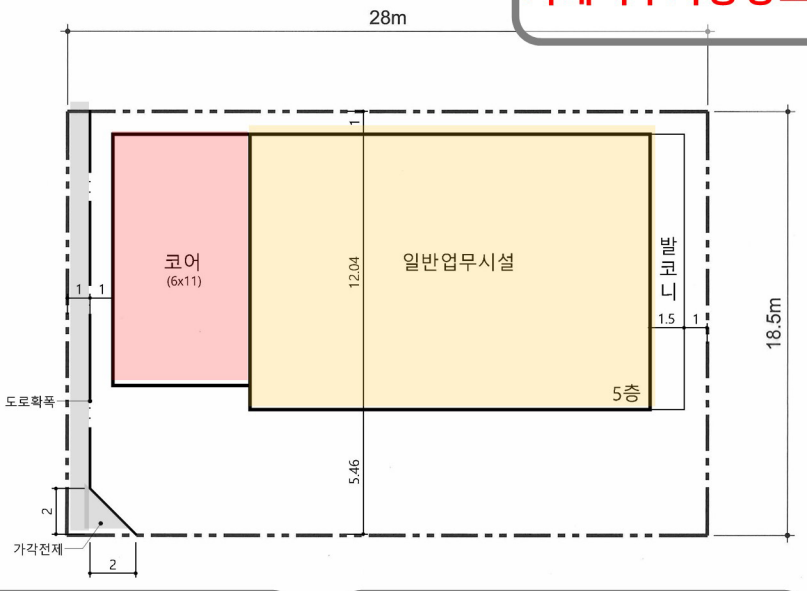 28m
1
코어
(6x11)
12.04
일반업무시설
발
코
니
1
1
1.5
1
18.5m
5층
도로확폭
5.46
2
가각전제
2